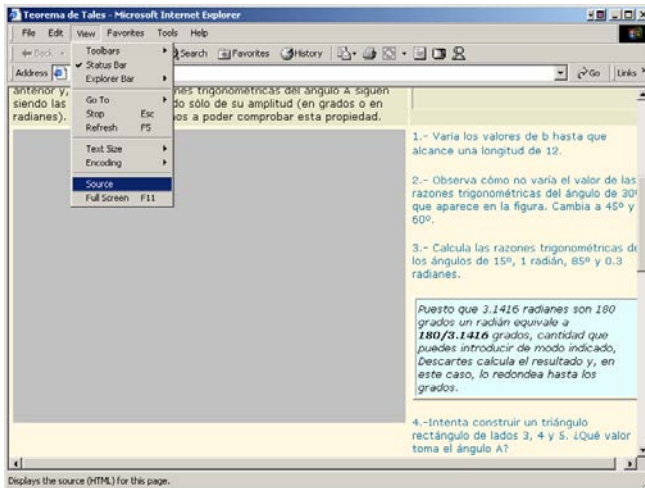 Teorema de Tales - Microsoft Internet Explorer
File Edit View Favorites Tools Help
Back Search Favorites History
Address Go Links
Toolbars
Status Bar
Explorer Bar
Go To
Stop Esc
Refresh F5
Text Size
Encoding
Source
Full Screen F11
anterior y, nes trigonométricas del ángulo A siguen
siendo las do sólo de su amplitud (en grados o en
radianes). os a poder comprobar esta propiedad.
1.- Varía los valores de b hasta que
alcance una longitud de 12.
2.- Observa cómo no varía el valor de las
razones trigonométricas del ángulo de 30º
que aparece en la figura. Cambia a 45º y
60º.
3.- Calcula las razones trigonométricas de
los ángulos de 15º, 1 radián, 85º y 0.3
radianes.
Puesto que 3.1416 radianes son 180
grados un radián equivale a
180/3.1416 grados, cantidad que
puedes introducir de modo indicado,
Descartes calcula el resultado y, en
este caso, lo redondea hasta los
grados.
4.-Intenta construir un triángulo
rectángulo de lados 3, 4 y 5. ¿Qué valor
toma el ángulo A?
Displays the source (HTML) for this page.